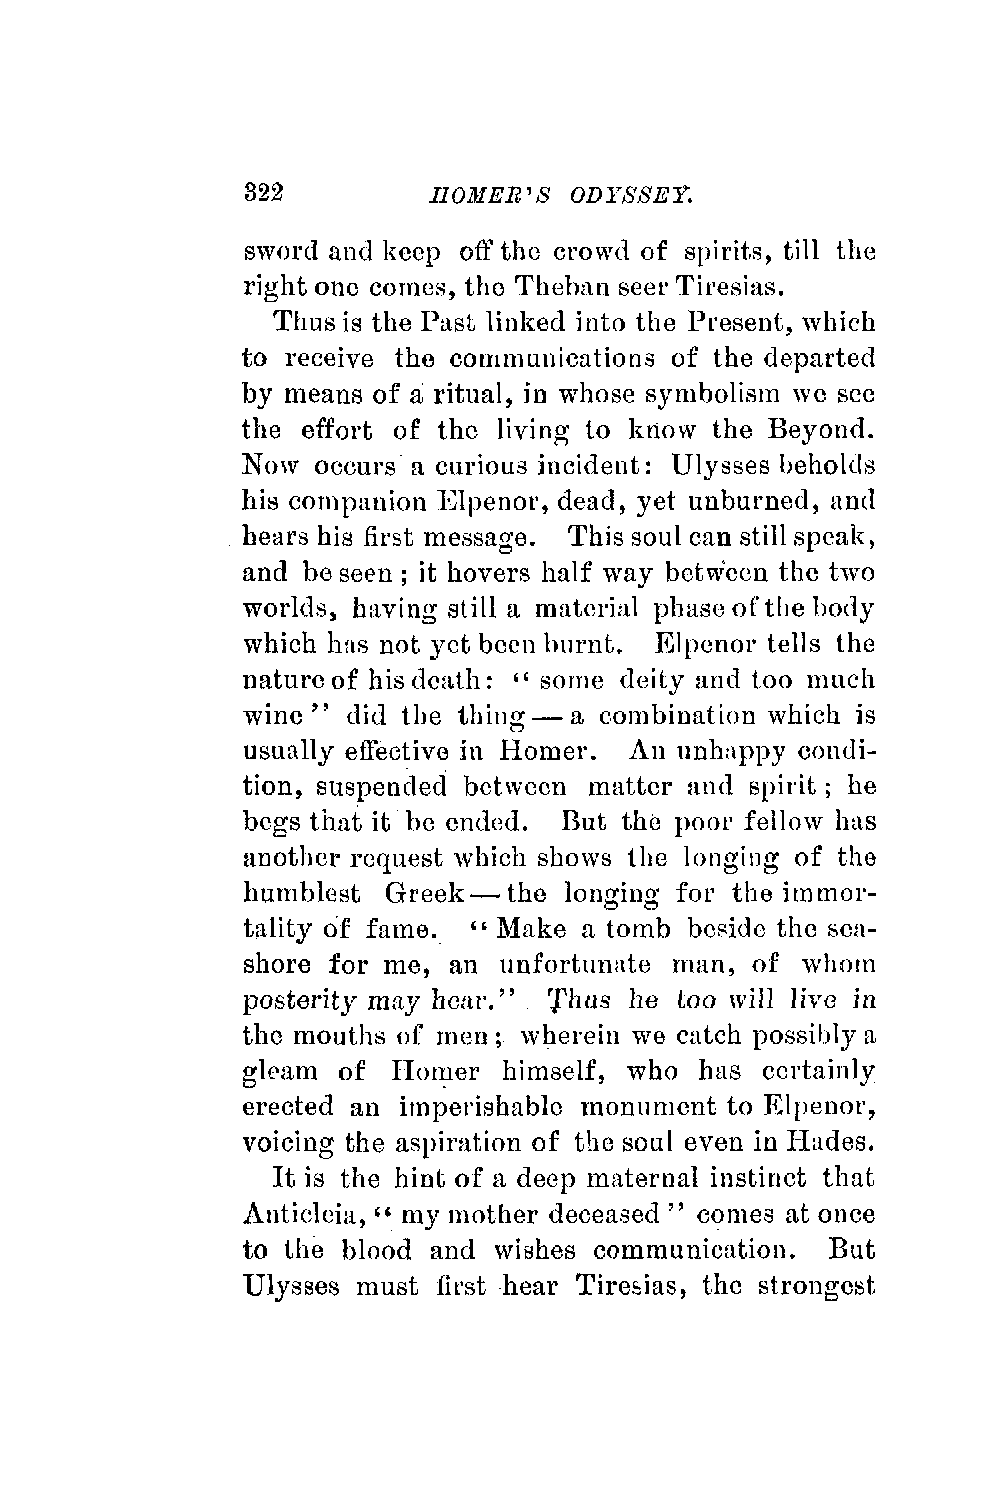 322 HOMER'S ODYSSEY.
sword and keep off the crowd of spirits, till the
right one comes, the Theban seer Tiresias.
Thus is the Past linked into the Present, which
to receive the communications of the departed
by means of a ritual, in whose symbolism we see
the effort of the living to know the Beyond.
Now occurs a curious incident: Ulysses beholds
his companion Elpenor, dead, yet unburned, and
hears his first message. This soul can still speak,
and be seen; it hovers half way between the two
worlds, having still a material phase of the body
which has not yet been burnt. Elpenor tells the
nature of his death: "some deity and too much
wine" did the thing — a combination which is
usually effective in Homer. An unhappy condi-
tion, suspended between matter and spirit; he
begs that it be ended. But the poor fellow has
another request which shows the longing of the
humblest Greek — the longing for the immor-
tality of fame. "Make a tomb beside the sea-
shore for me, an unfortunate man, of whom
posterity may hear." Thus he too will live in
the mouths of men; wherein we catch possibly a
gleam of Homer himself, who has certainly
erected an imperishable monument to Elpenor,
voicing the aspiration of the soul even in Hades.
It is the hint of a deep maternal instinct that
Anticleia, "my mother deceased" comes at once
to the blood and wishes communication. But
Ulysses must first hear Tiresias, the strongest